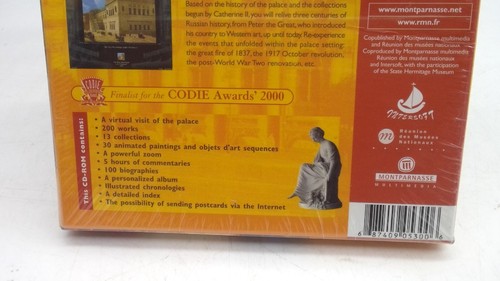 based on the history of the palace and the collections
begun by Catherine II, you will relive three centuries of
Russian history, from Peter the Great, who introduced
his country to Western art, up until today. Re-experience
the events that unfolded within the palace setting:
the great fire of 1837, the 1917 October revolution,
the post-World War Two renovation, etc.
CODIE
Finalist for the CODIE Awards' 2000
This CD-ROM contains:
• A virtual visit of the palace
• 200 works
• 13 collections
• 30 animated paintings and objets d'art sequences
• A powerful zoom
• 5 hours of commentaries
• 100 biographies
• A personalized album
• Illustrated chronologies
• A detailed index
• The possibility of sending postcards via the Internet
www.montparnasse.net
www.rmn.fr
Copublished by Montparnasse multimedia
and Réunion des musées nationaux
Coproduced by Montparnasse multimedia,
Réunion des musées nationaux
and Intersoft, with the participation
of the State Hermitage Museum
INTERSOFT
Réunion
des Musées
Nationaux
MONTPARNASSE
MULTIMEDIA
6 87409 05300 6